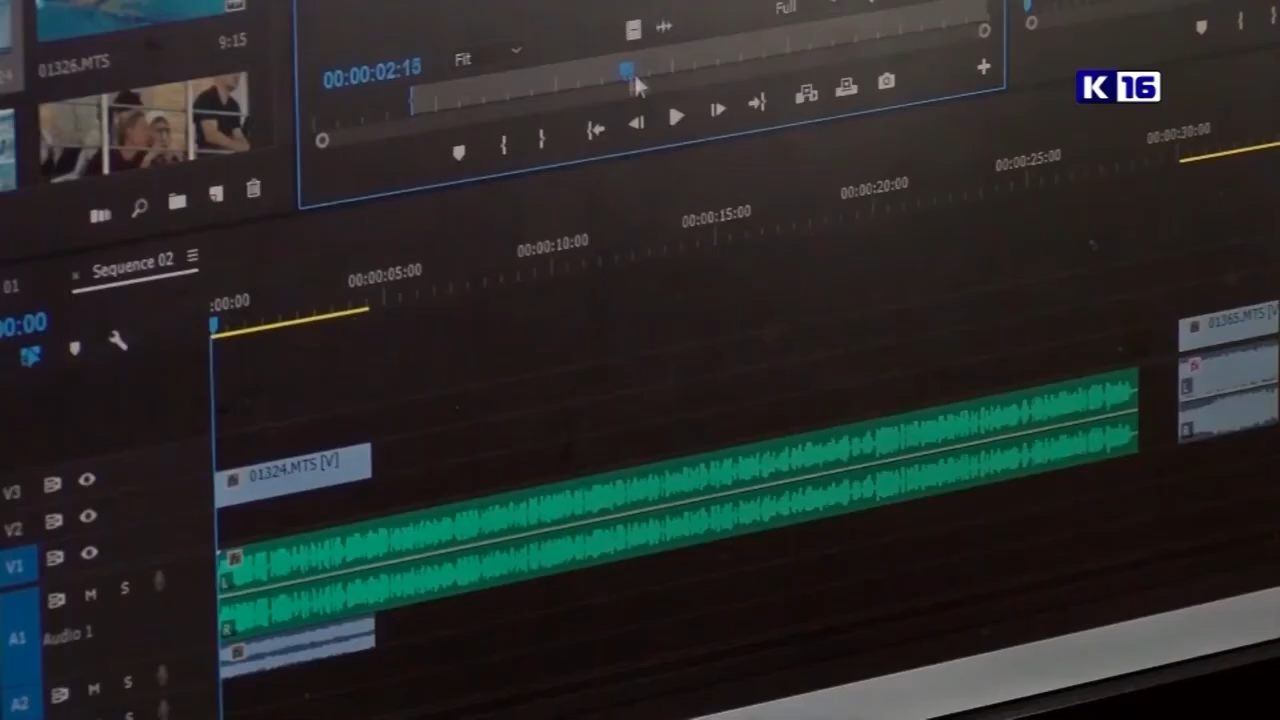 9:15
01326.MTS
00:00:02:15
Fit
Full
K 16
01
Sequence 02
:00:00
00:00:05:00
00:00:10:00
00:00:15:00
00:00:20:00
00:00:25:00
00:00:30:00
00:00
01324.MTS [V]
01365.MTS [V
V3
V2
V1
M S
A1
Audio 1
A2
M S
L
R
L
R
S